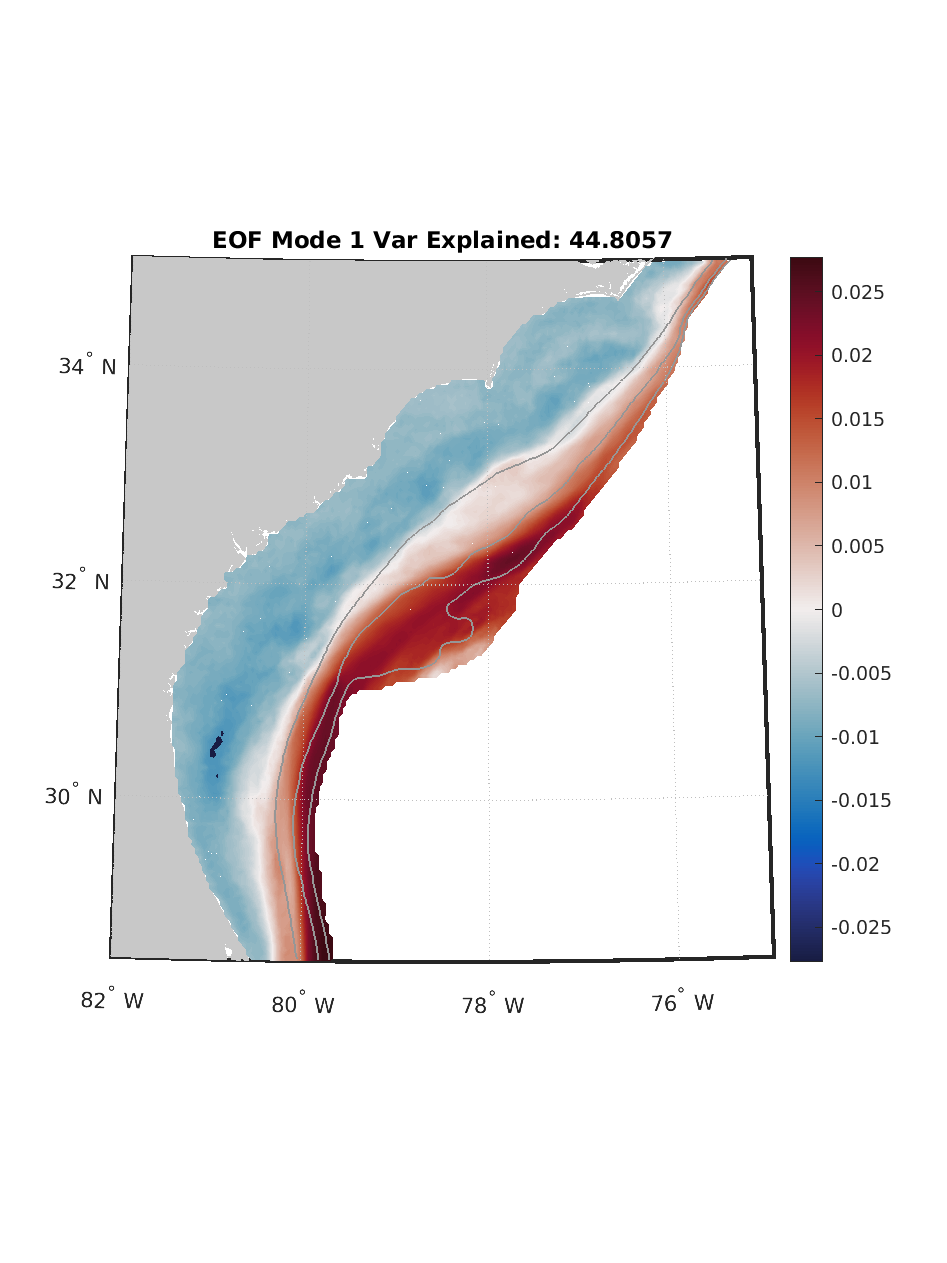 EOF Mode 1 Var Explained: 44.8057
34° N
32° N
30° N
82° W
80° W
78° W
76° W
0.025
0.02
0.015
0.01
0.005
0
-0.005
-0.01
-0.015
-0.02
-0.025